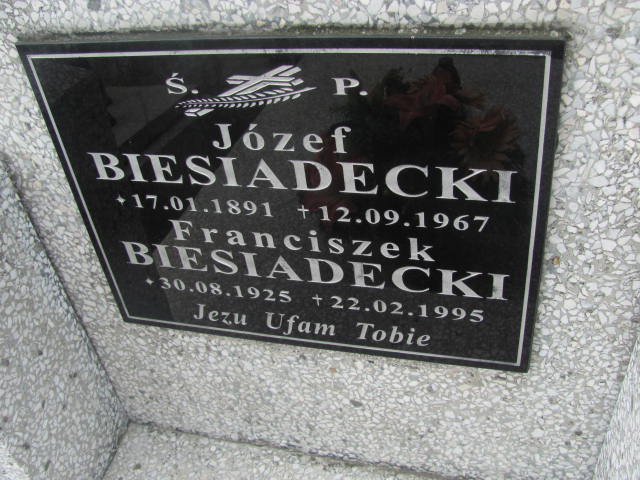 Ś. P.
Józef
BIESIADECKI
*17.01.1891 †12.09.1967
Franciszek
BIESIADECKI
*30.08.1925 †22.02.1995
Jezu Ufam Tobie